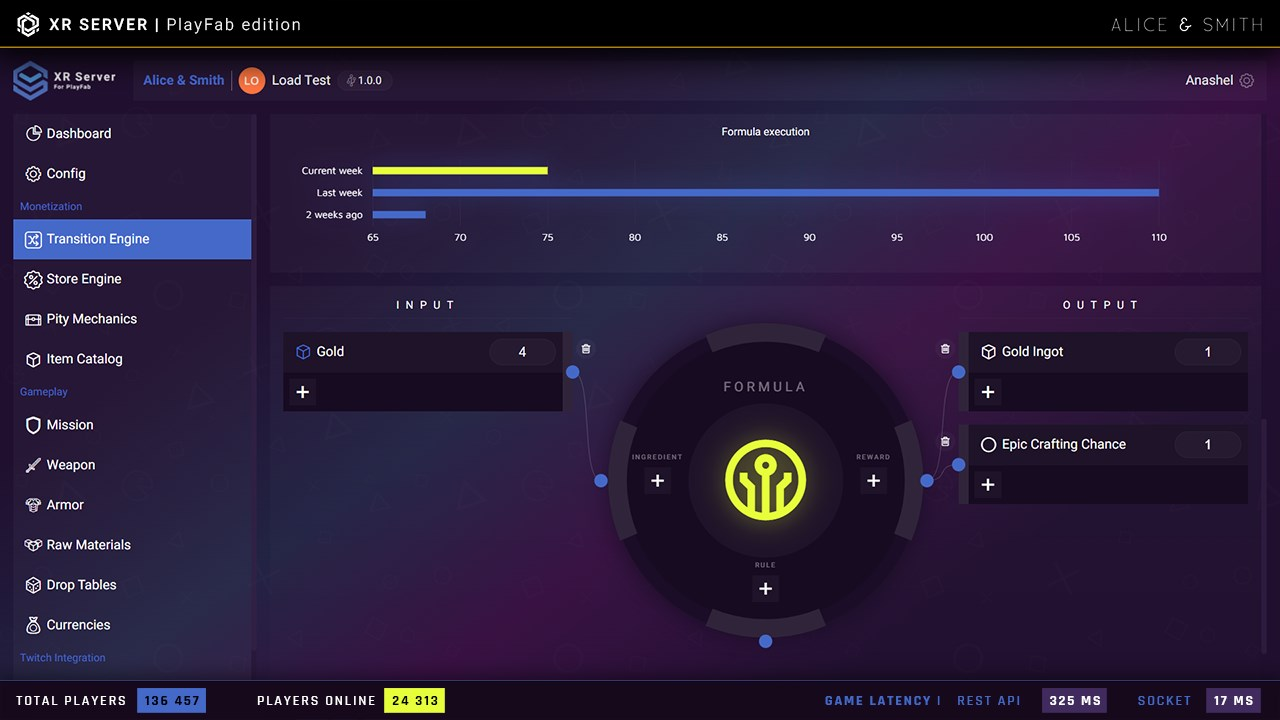 XR SERVER | PlayFab edition
ALICE & SMITH
XR Server
For PlayFab
Alice & Smith
LO
Load Test
1.0.0
Anashel
Dashboard
Config
Monetization
Transition Engine
Store Engine
Pity Mechanics
Item Catalog
Gameplay
Mission
Weapon
Armor
Raw Materials
Drop Tables
Currencies
Twitch Integration
Formula execution
Current week
Last week
2 weeks ago
65 70 75 80 85 90 95 100 105 110
INPUT
Gold 4
+
FORMULA
INGREDIENT
+
REWARD
+
RULE
+
OUTPUT
Gold Ingot 1
+
Epic Crafting Chance 1
+
TOTAL PLAYERS 136 457
PLAYERS ONLINE 24 313
GAME LATENCY | REST API 325 MS SOCKET 17 MS